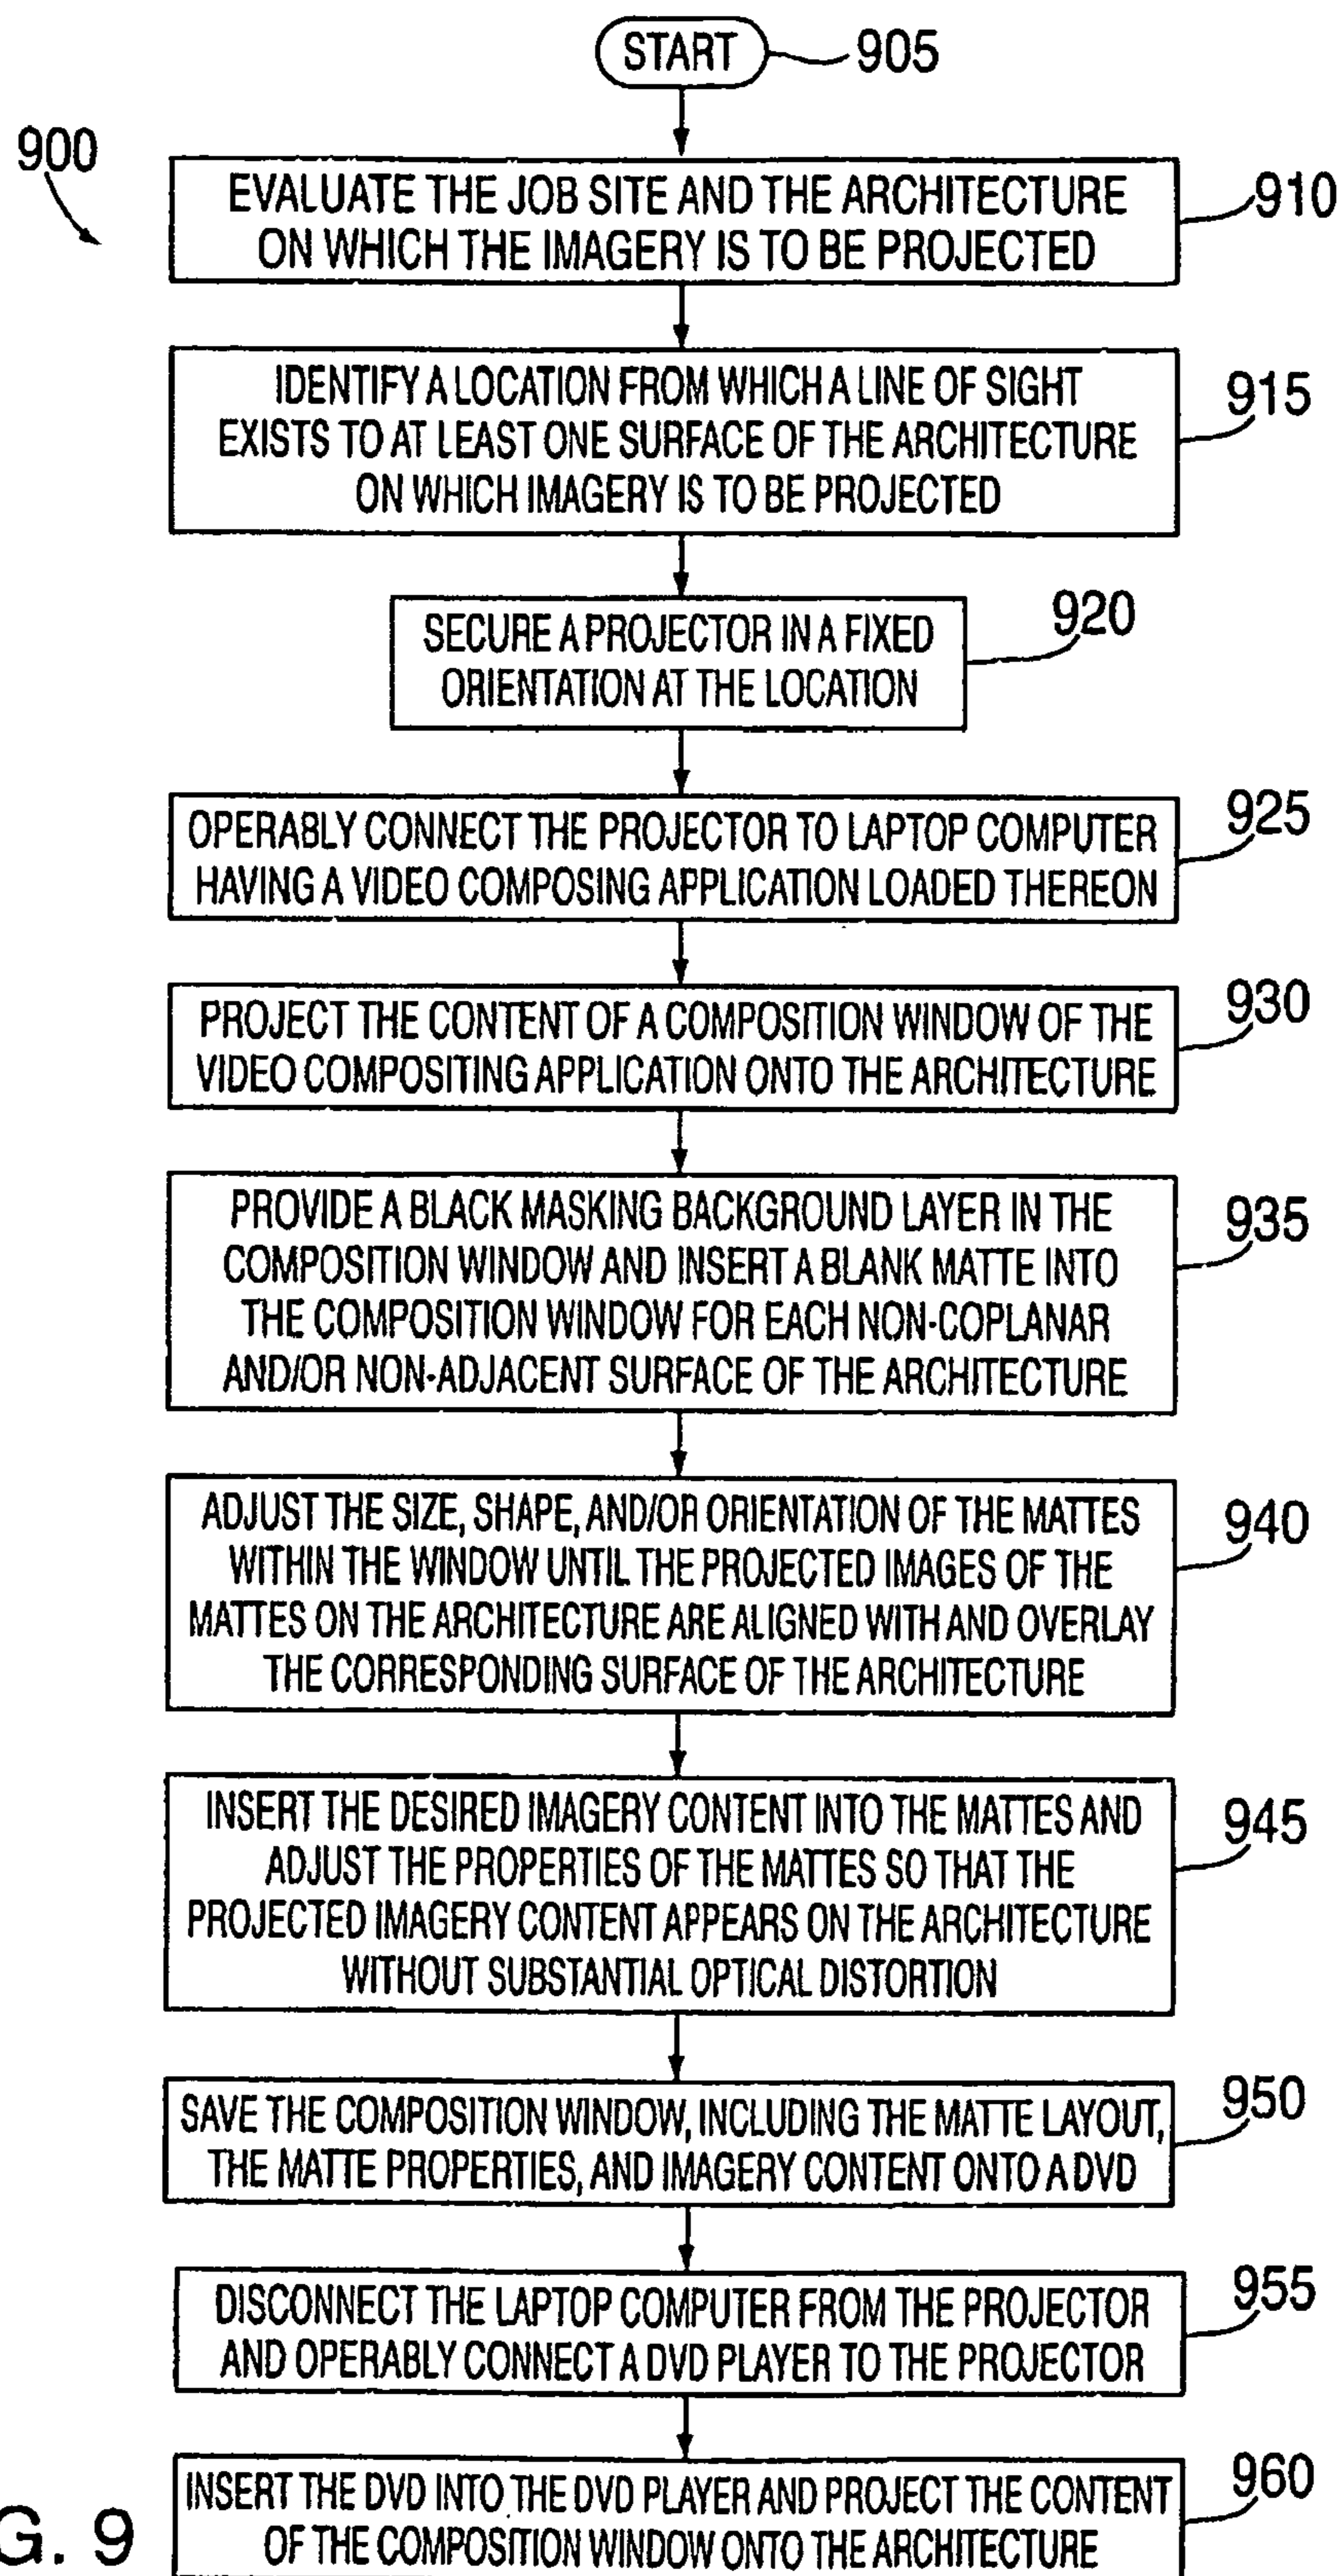 START
905
900
EVALUATE THE JOB SITE AND THE ARCHITECTURE
ON WHICH THE IMAGERY IS TO BE PROJECTED
910
IDENTIFY A LOCATION FROM WHICH A LINE OF SIGHT
EXISTS TO AT LEAST ONE SURFACE OF THE ARCHITECTURE
ON WHICH IMAGERY IS TO BE PROJECTED
915
SECURE A PROJECTOR IN A FIXED
ORIENTATION AT THE LOCATION
920
OPERABLY CONNECT THE PROJECTOR TO LAPTOP COMPUTER
HAVING A VIDEO COMPOSING APPLICATION LOADED THEREON
925
PROJECT THE CONTENT OF A COMPOSITION WINDOW OF THE
VIDEO COMPOSITING APPLICATION ONTO THE ARCHITECTURE
930
PROVIDE A BLACK MASKING BACKGROUND LAYER IN THE
COMPOSITION WINDOW AND INSERT A BLANK MATTE INTO
THE COMPOSITION WINDOW FOR EACH NON-COPLANAR
AND/OR NON-ADJACENT SURFACE OF THE ARCHITECTURE
935
ADJUST THE SIZE, SHAPE, AND/OR ORIENTATION OF THE MATTES
WITHIN THE WINDOW UNTIL THE PROJECTED IMAGES OF THE
MATTES ON THE ARCHITECTURE ARE ALIGNED WITH AND OVERLAY
THE CORRESPONDING SURFACE OF THE ARCHITECTURE
940
INSERT THE DESIRED IMAGERY CONTENT INTO THE MATTES AND
ADJUST THE PROPERTIES OF THE MATTES SO THAT THE
PROJECTED IMAGERY CONTENT APPEARS ON THE ARCHITECTURE
WITHOUT SUBSTANTIAL OPTICAL DISTORTION
945
SAVE THE COMPOSITION WINDOW, INCLUDING THE MATTE LAYOUT,
THE MATTE PROPERTIES, AND IMAGERY CONTENT ONTO A DVD
950
DISCONNECT THE LAPTOP COMPUTER FROM THE PROJECTOR
AND OPERABLY CONNECT A DVD PLAYER TO THE PROJECTOR
955
INSERT THE DVD INTO THE DVD PLAYER AND PROJECT THE CONTENT
OF THE COMPOSITION WINDOW ONTO THE ARCHITECTURE
960
G. 9